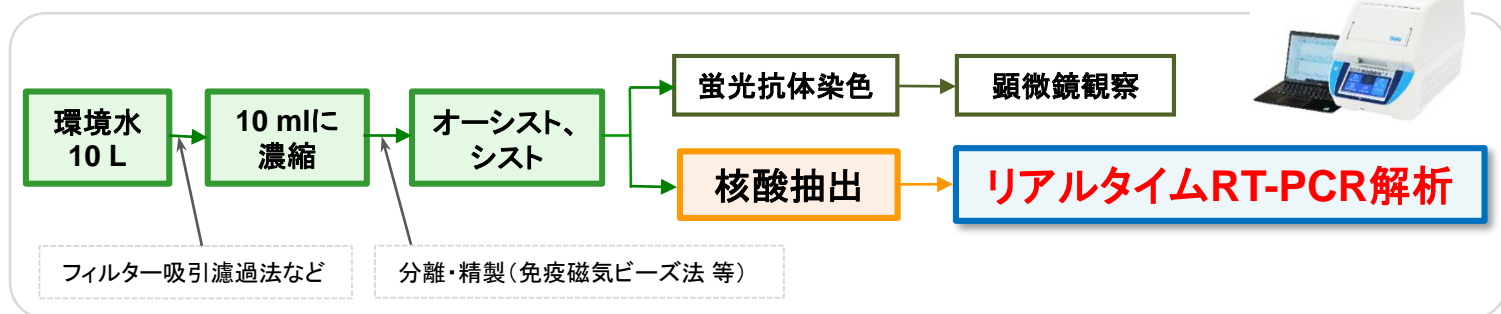 環境水
10 L
10 mlに
濃縮
オーシスト、
シスト
蛍光抗体染色
顕微鏡観察
核酸抽出
リアルタイムRT-PCR解析
フィルター吸引濾過法など
分離・精製（免疫磁気ビーズ法 等）